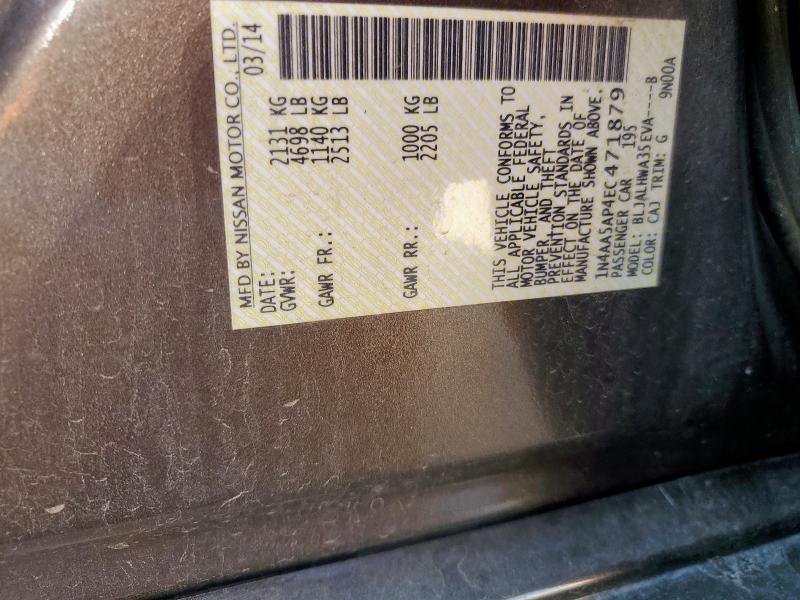 MFD BY NISSAN MOTOR CO., LTD.
DATE: 03/14
GVWR: 2131 KG
4698 LB
GAWR FR.: 1140 KG
2513 LB
GAWR RR.: 1000 KG
2205 LB
THIS VEHICLE CONFORMS TO
ALL APPLICABLE FEDERAL
MOTOR VEHICLE SAFETY,
BUMPER, AND THEFT
PREVENTION STANDARDS IN
EFFECT ON THE DATE OF
MANUFACTURE SHOWN ABOVE.
1N4AA5AP4EC471879
PASSENGER CAR 195
MODEL: BLJALHWA35EVA----B
COLOR: CAJ TRIM: G 9N00A